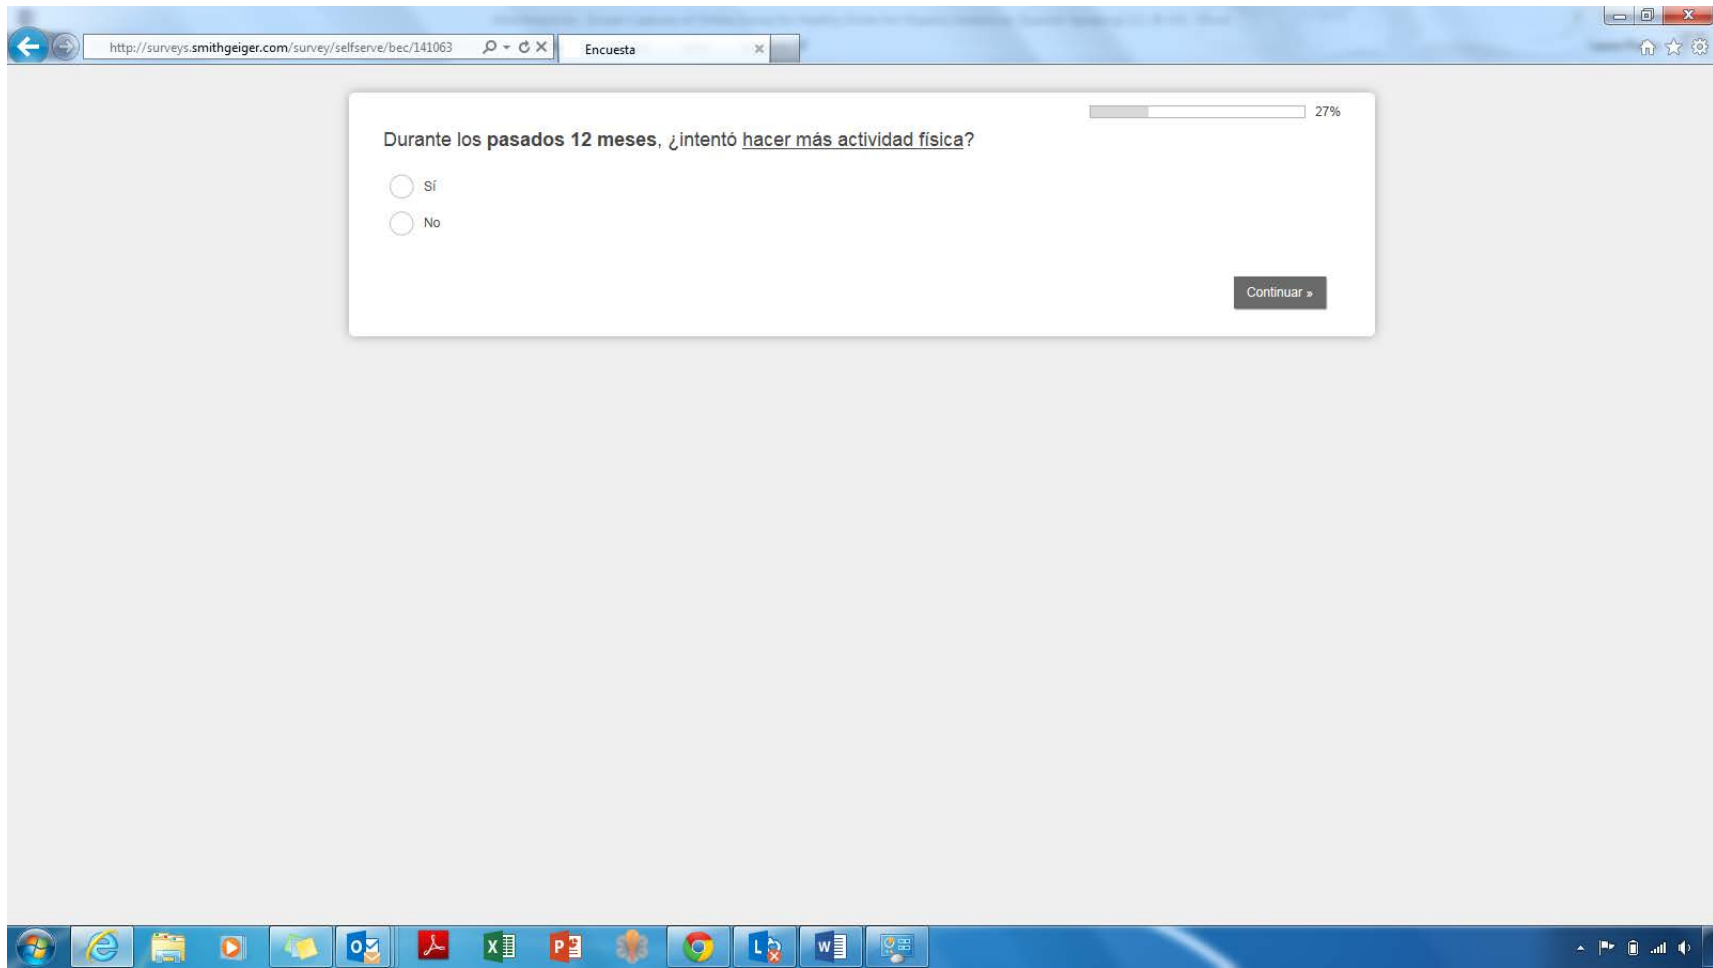 http://surveys.smithgeiger.com/survey/selfserve/bec/141063
Encuesta
27%
Durante los pasados 12 meses, ¿intentó hacer más actividad física?
Sí
No
Continuar »